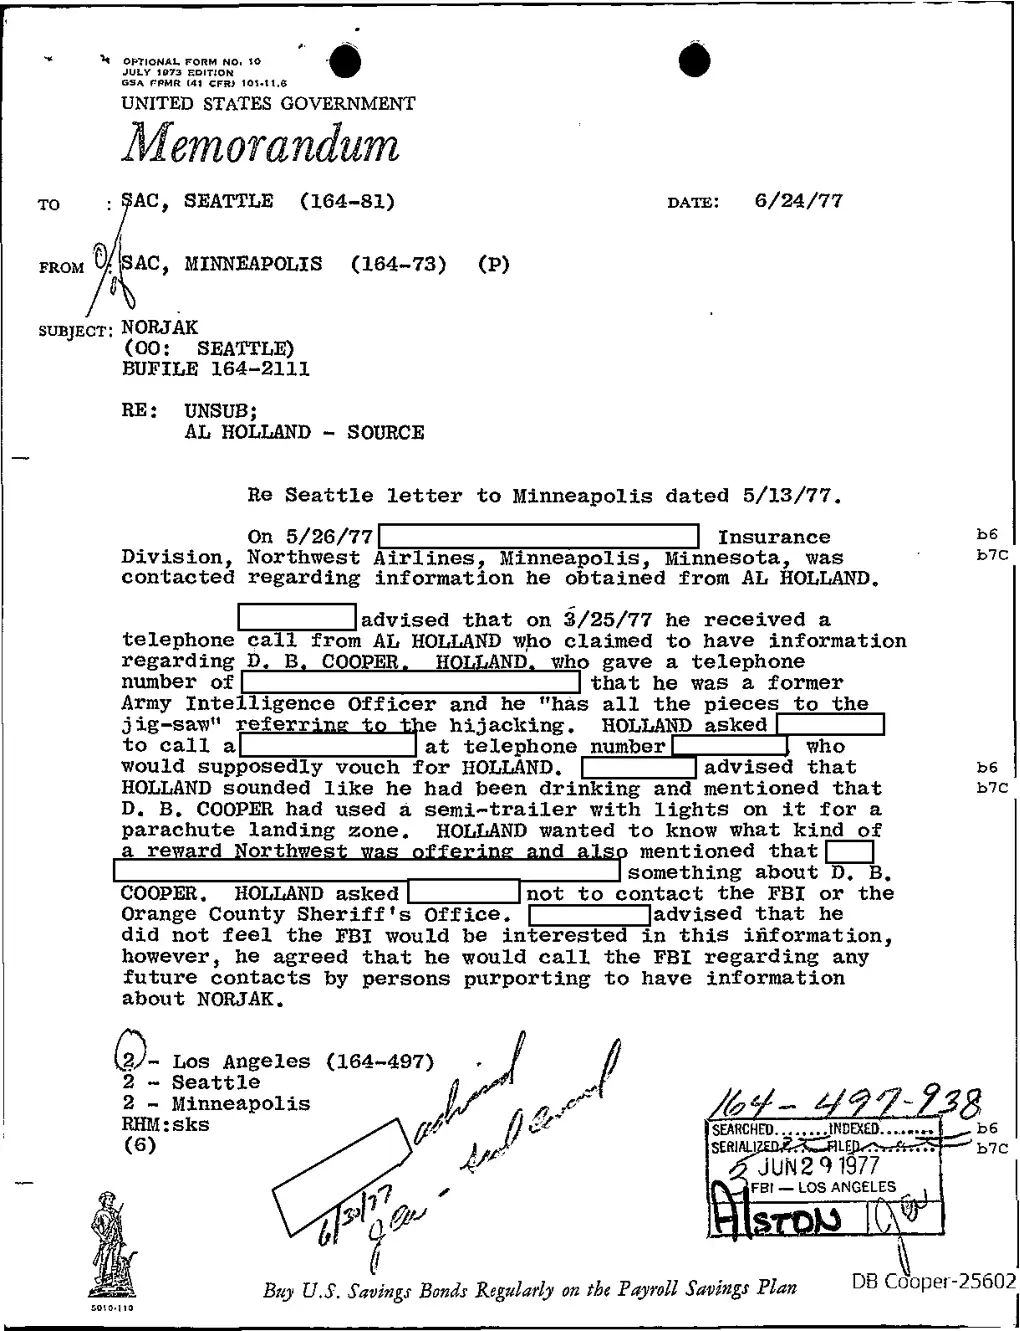 OPTIONAL FORM NO. 10
JULY 1973 EDITION
GSA FPMR (41 CFR) 101-11.6
UNITED STATES GOVERNMENT
Memorandum
TO : SAC, SEATTLE (164-81) DATE: 6/24/77
FROM : SAC, MINNEAPOLIS (164-73) (P)
SUBJECT: NORJAK
(OO: SEATTLE)
BUFILE 164-2111
RE: UNSUB;
AL HOLLAND - SOURCE
Re Seattle letter to Minneapolis dated 5/13/77.
On 5/26/77 Insurance b6
Division, Northwest Airlines, Minneapolis, Minnesota, was b7C
contacted regarding information he obtained from AL HOLLAND.
advised that on 3/25/77 he received a
telephone call from AL HOLLAND who claimed to have information
regarding D. B. COOPER. HOLLAND, who gave a telephone
number of that he was a former
Army Intelligence Officer and he "has all the pieces to the
jig-saw" referring to the hijacking. HOLLAND asked
to call a at telephone number who
would supposedly vouch for HOLLAND. advised that b6
HOLLAND sounded like he had been drinking and mentioned that b7C
D. B. COOPER had used a semi-trailer with lights on it for a
parachute landing zone. HOLLAND wanted to know what kind of
a reward Northwest was offering and also mentioned that
something about D. B.
COOPER. HOLLAND asked not to contact the FBI or the
Orange County Sheriff's Office. advised that he
did not feel the FBI would be interested in this information,
however, he agreed that he would call the FBI regarding any
future contacts by persons purporting to have information
about NORJAK.
2 - Los Angeles (164-497)
2 - Seattle
2 - Minneapolis
RHM:sks
(6)
6/30/77
164-497-938
SEARCHED........INDEXED........ b6
SERIALIZED FILED b7C
JUN 29 1977
FBI — LOS ANGELES
ALSTON
5010-110
Buy U.S. Savings Bonds Regularly on the Payroll Savings Plan
DB Cooper-25602